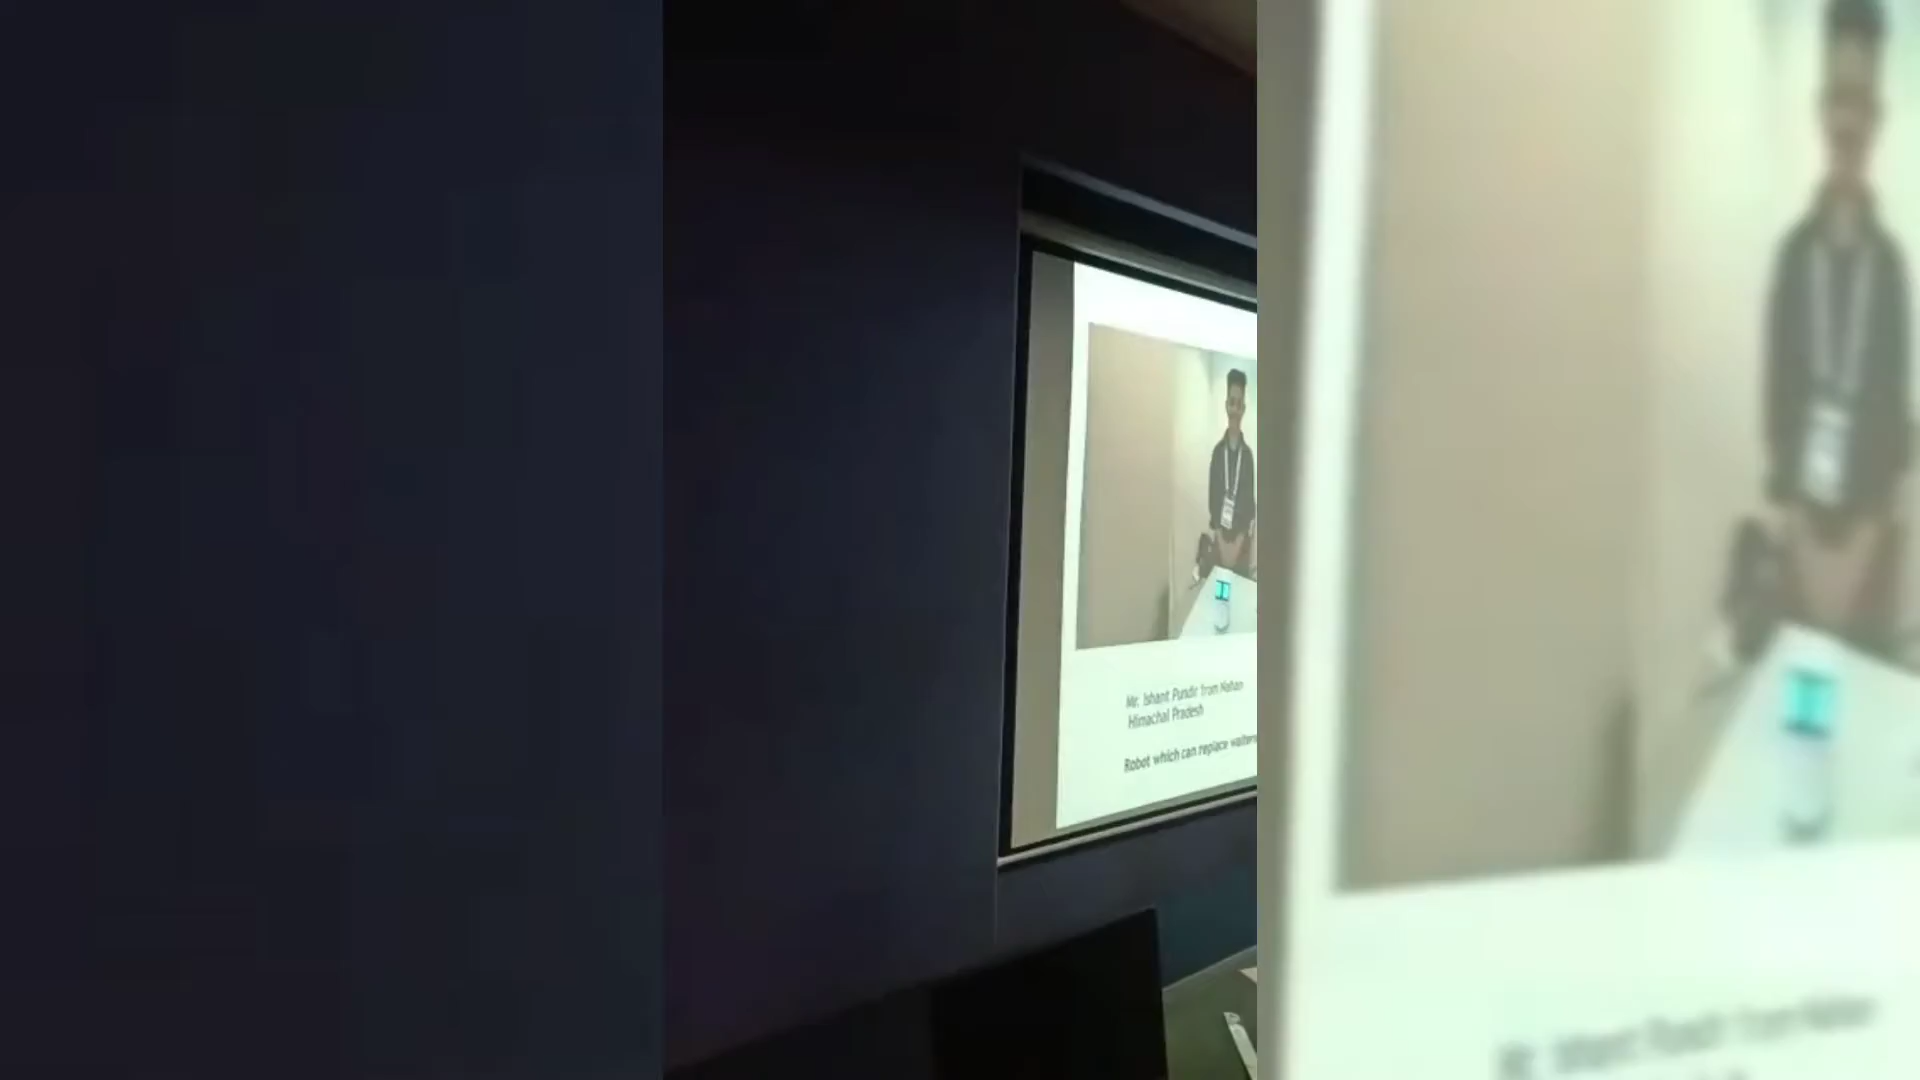 Mr. Ishant Pundir from Nahan
Himachal Pradesh
Robot which can replace waiters